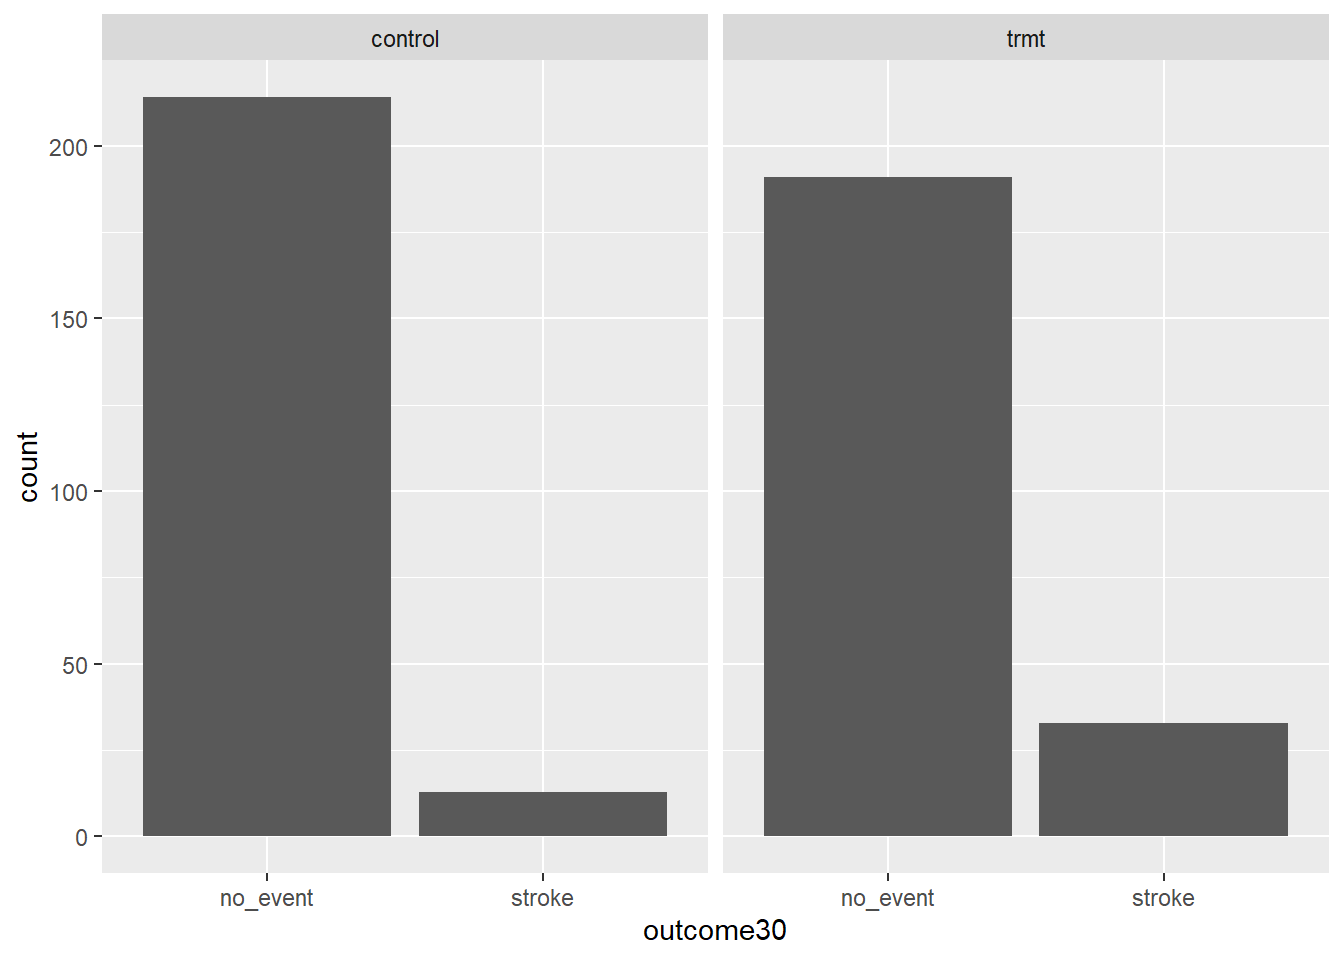 control
trmt
200
150
100
50
0
count
no_event
stroke
no_event
stroke
outcome30